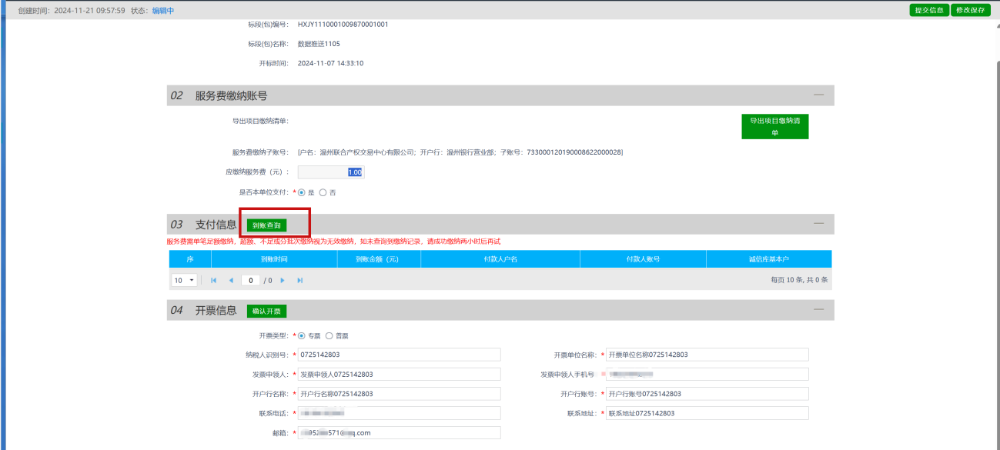 创建时间：2024-11-21 09:57:59 状态：编辑中 提交信息 修改保存
标段(包)编号： HXJY1110001009870001001
标段(包)名称： 数据推送1105
开标时间： 2024-11-07 14:33:10
02 服务费缴纳账号
导出项目缴纳清单： 导出项目缴纳清
单
服务费缴纳子账号： [户名：温州联合产权交易中心有限公司；开户行：温州银行营业部；子账号：733000120190008622000028]
应缴纳服务费（元）： 1.00
是否本单位支付：* 是 否
03 支付信息 到账查询
服务费需单笔足额缴纳，超额、不足或分批次缴纳视为无效缴纳，如未查询到缴纳记录，请成功缴纳两小时后再试
序 到账时间 到账金额（元） 付款人户名 付款人账号 诚信库基本户
10 0 / 0 每页 10 条, 共 0 条
04 开票信息 确认开票
开票类型：* 专票 普票
纳税人识别号：* 0725142803 开票单位名称：* 开票单位名称0725142803
发票申领人：* 发票申领人0725142803 发票申领人手机号
开户行名称：* 开户行名称0725142803 开户行账号：* 开户行账号0725142803
联系电话：* 联系地址：* 联系地址0725142803
邮箱：* 952 571 q.com